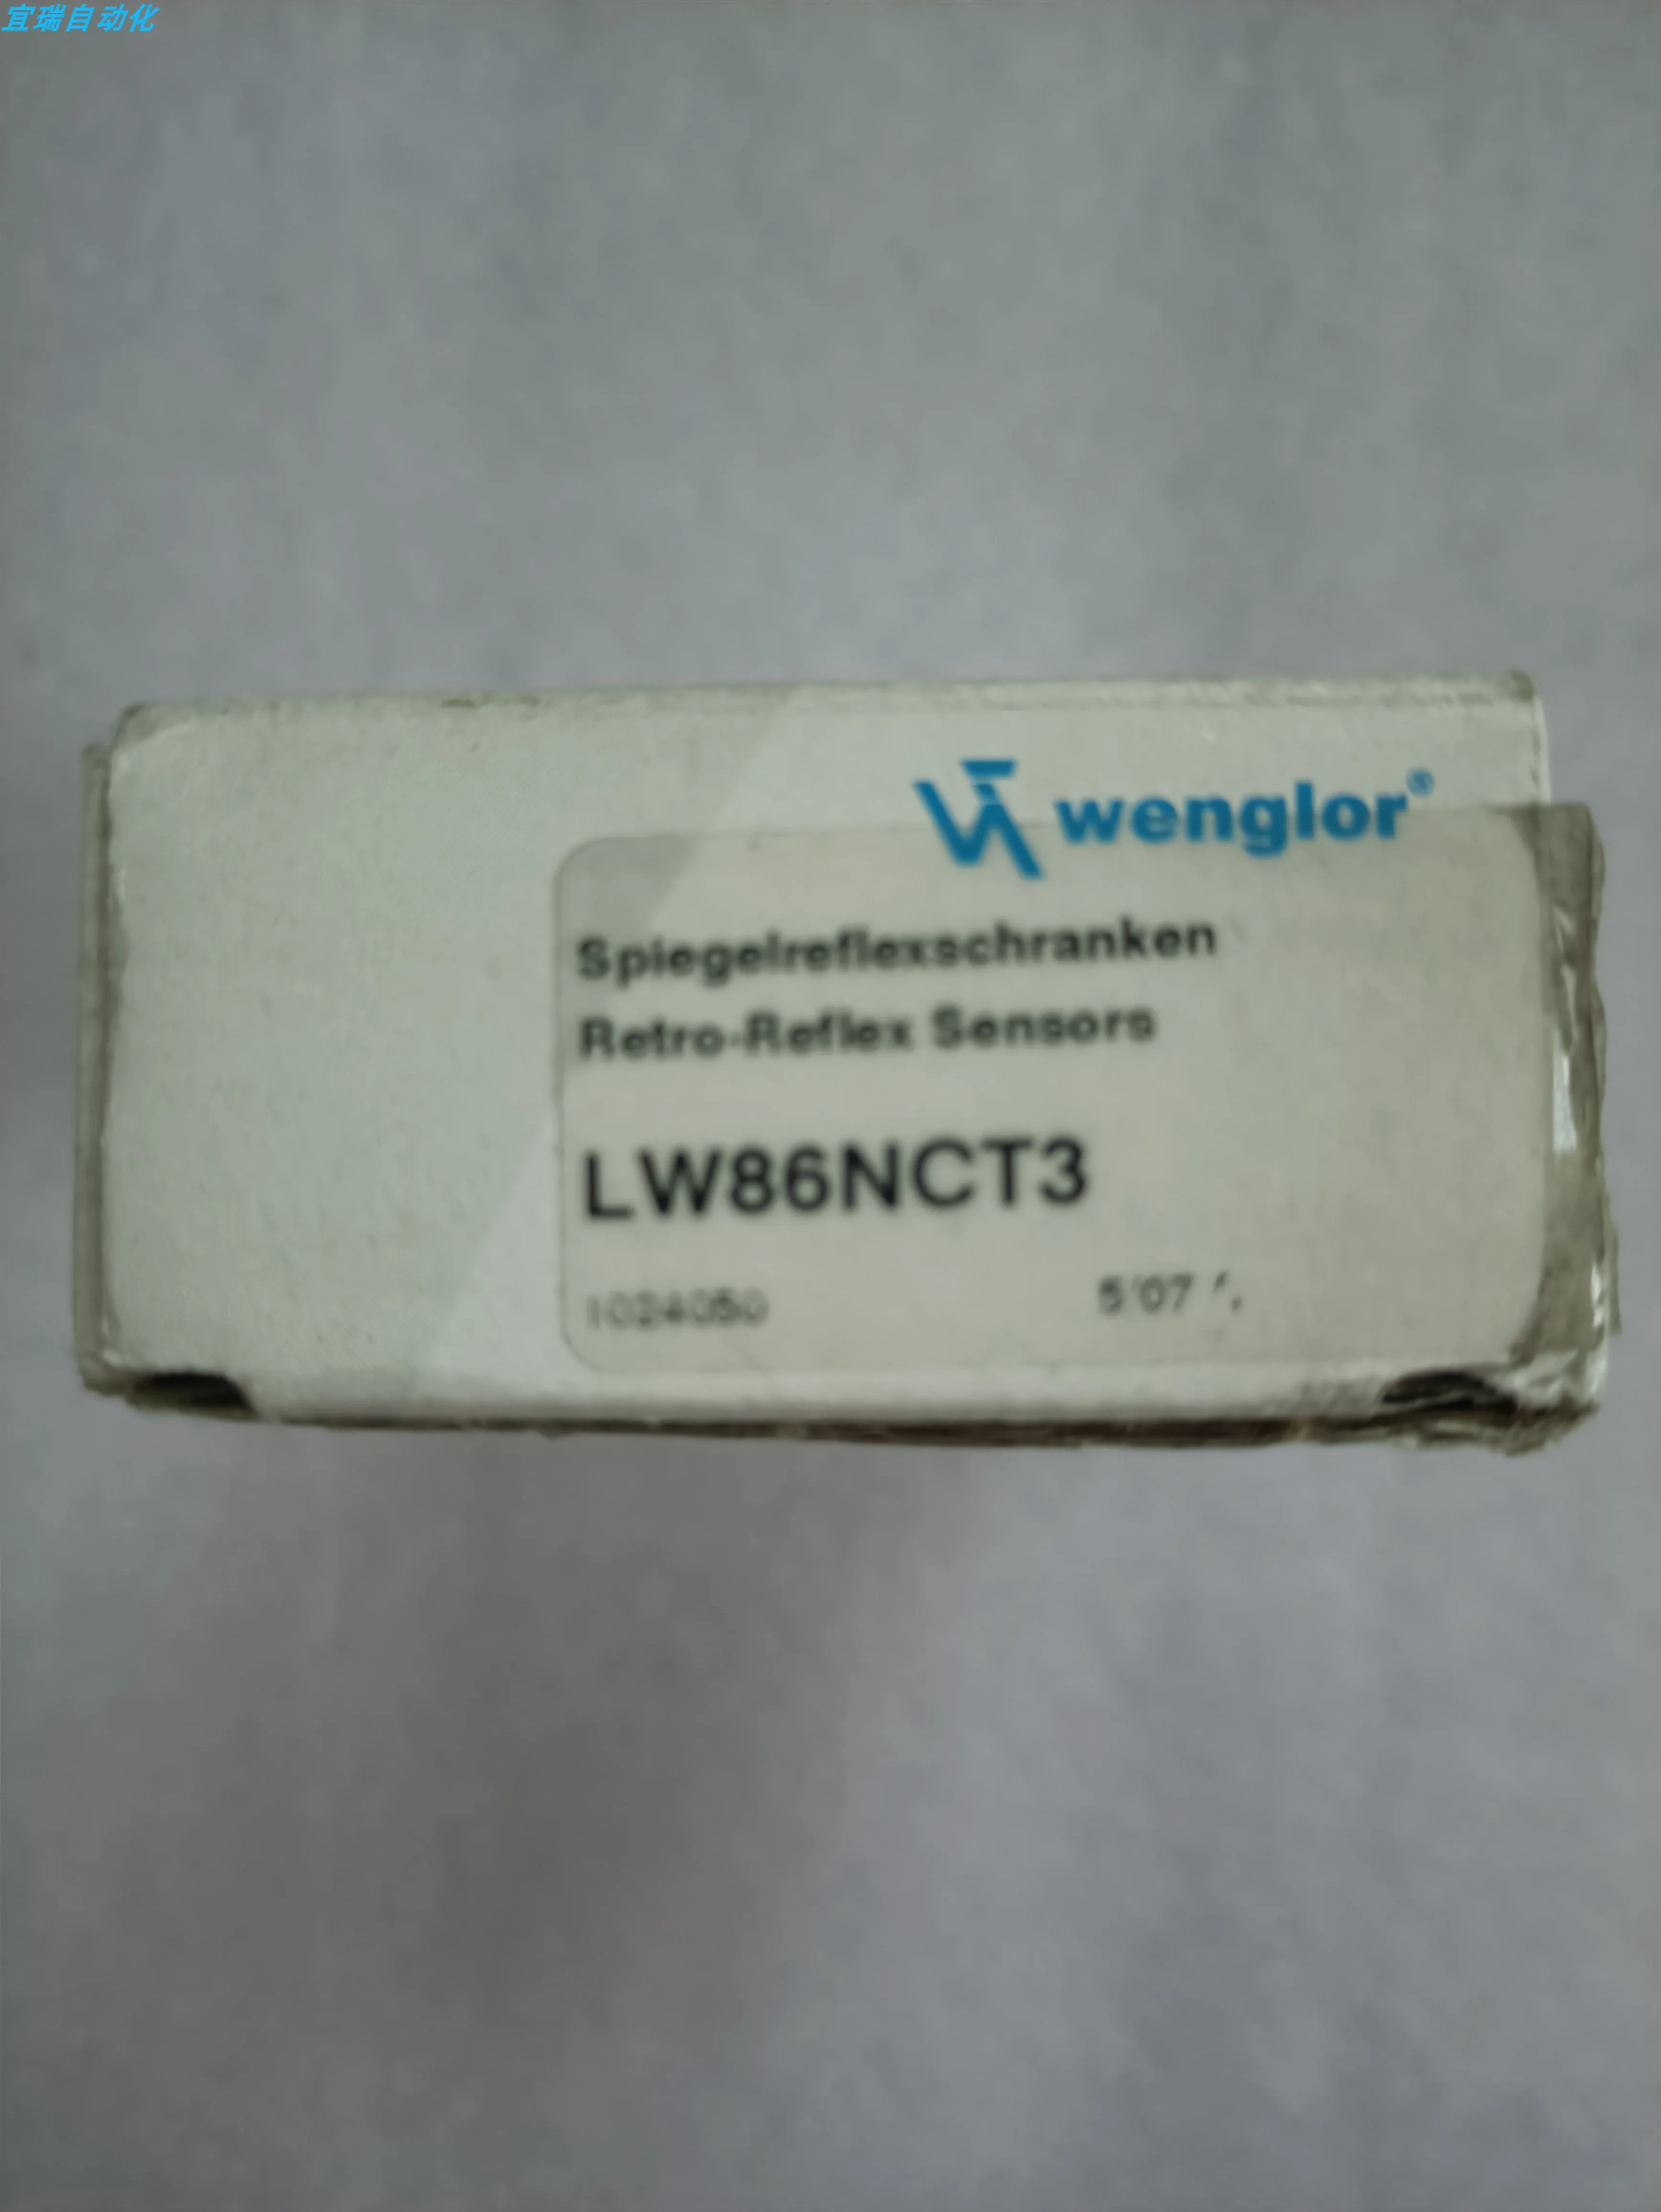 宜瑞自动化
wenglor®
Spiegelreflexschranken
Retro-Reflex Sensors
LW86NCT3
1024050
5/07